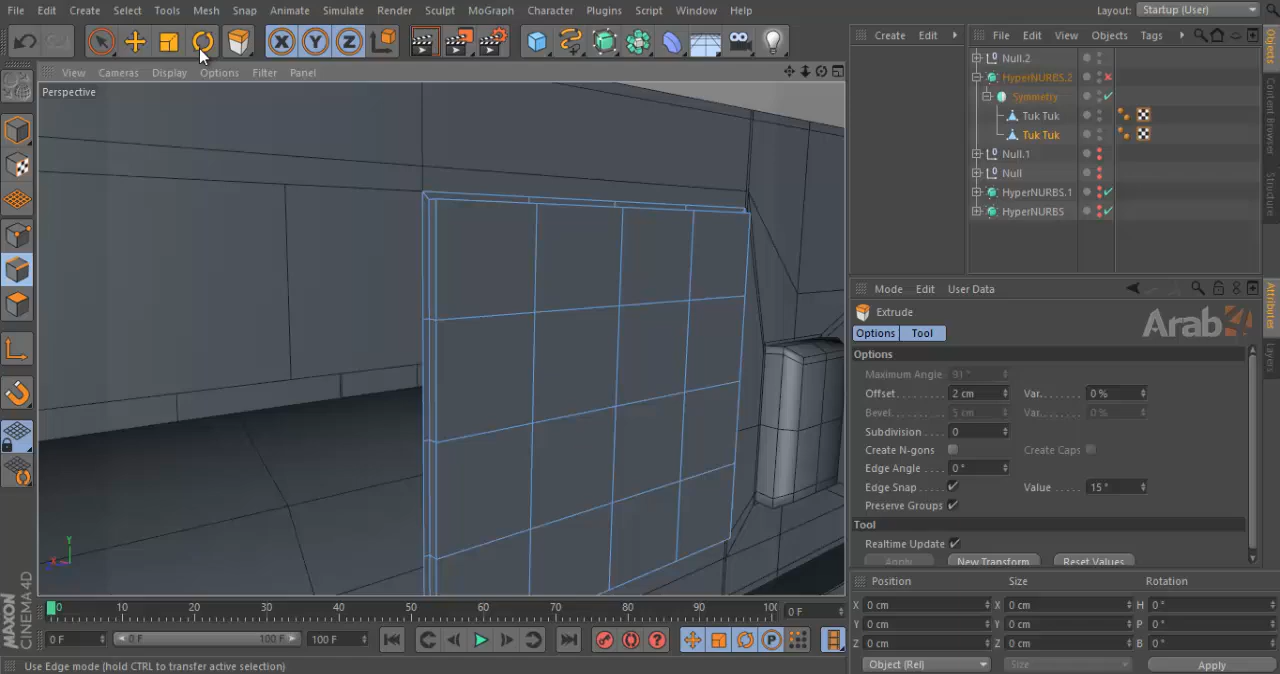 File Edit Create Select Tools Mesh Snap Animate Simulate Render Sculpt MoGraph Character Plugins Script Window Help
Layout: Startup (User)
View Cameras Display Options Filter Panel
Perspective
Create Edit
File Edit View Objects Tags
Null.2
HyperNURBS.2
Symmetry
Tuk Tuk
Tuk Tuk
Null.1
Null
HyperNURBS.1
HyperNURBS
Objects
Content Browser
Structure
Mode Edit User Data
Extrude
Arab
Options Tool
Options
Maximum Angle 91 °
Offset 2 cm Var. 0 %
Bevel 5 cm Var. 0 %
Subdivision 0
Create N-gons Create Caps
Edge Angle 0 °
Edge Snap Value 15 °
Preserve Groups
Tool
Realtime Update
Apply New Transform Reset Values
Attributes
Layers
Y
X
0 10 20 30 40 50 60 70 80 90 100 0 F
0 F 0 F 100 F 100 F
Position Size Rotation
X 0 cm X 0 cm H 0 °
Y 0 cm Y 0 cm P 0 °
Z 0 cm Z 0 cm B 0 °
Object (Rel) Size Apply
MAXON
CINEMA 4D
Use Edge mode (hold CTRL to transfer active selection)